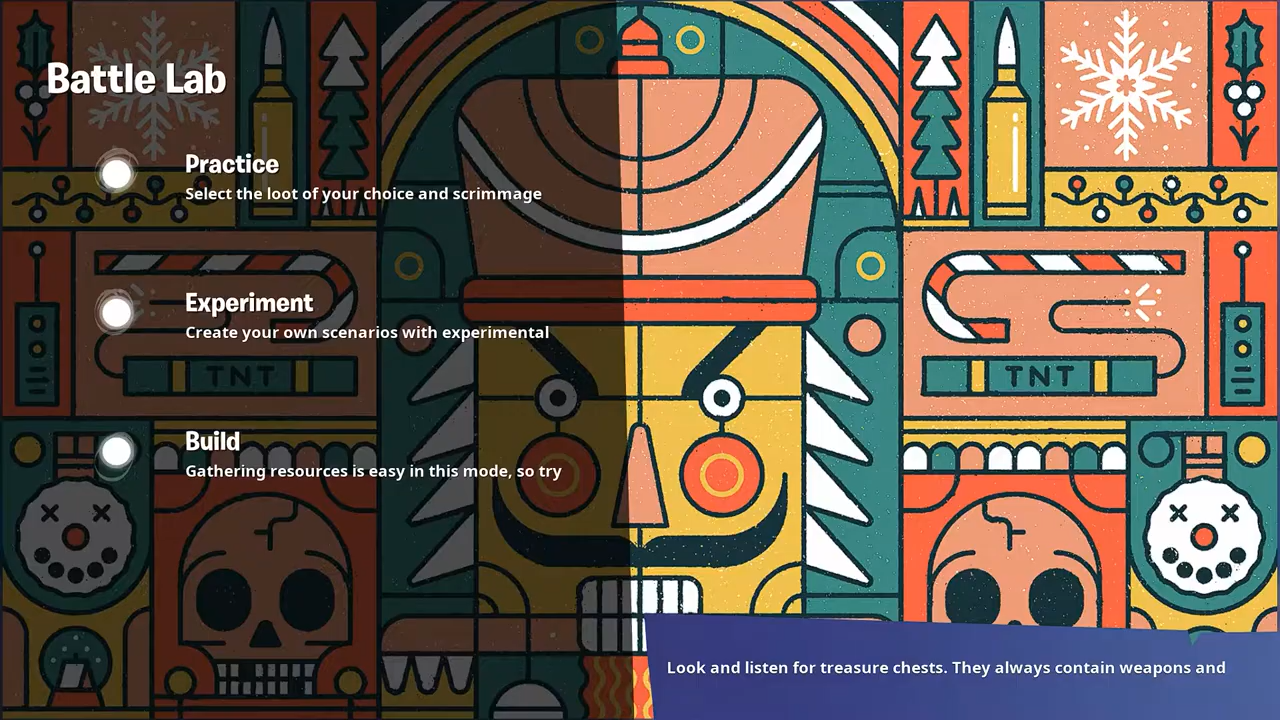 Battle Lab
Practice
Select the loot of your choice and scrimmage
Experiment
Create your own scenarios with experimental
TNT
TNT
Build
Gathering resources is easy in this mode, so try
Look and listen for treasure chests. They always contain weapons and